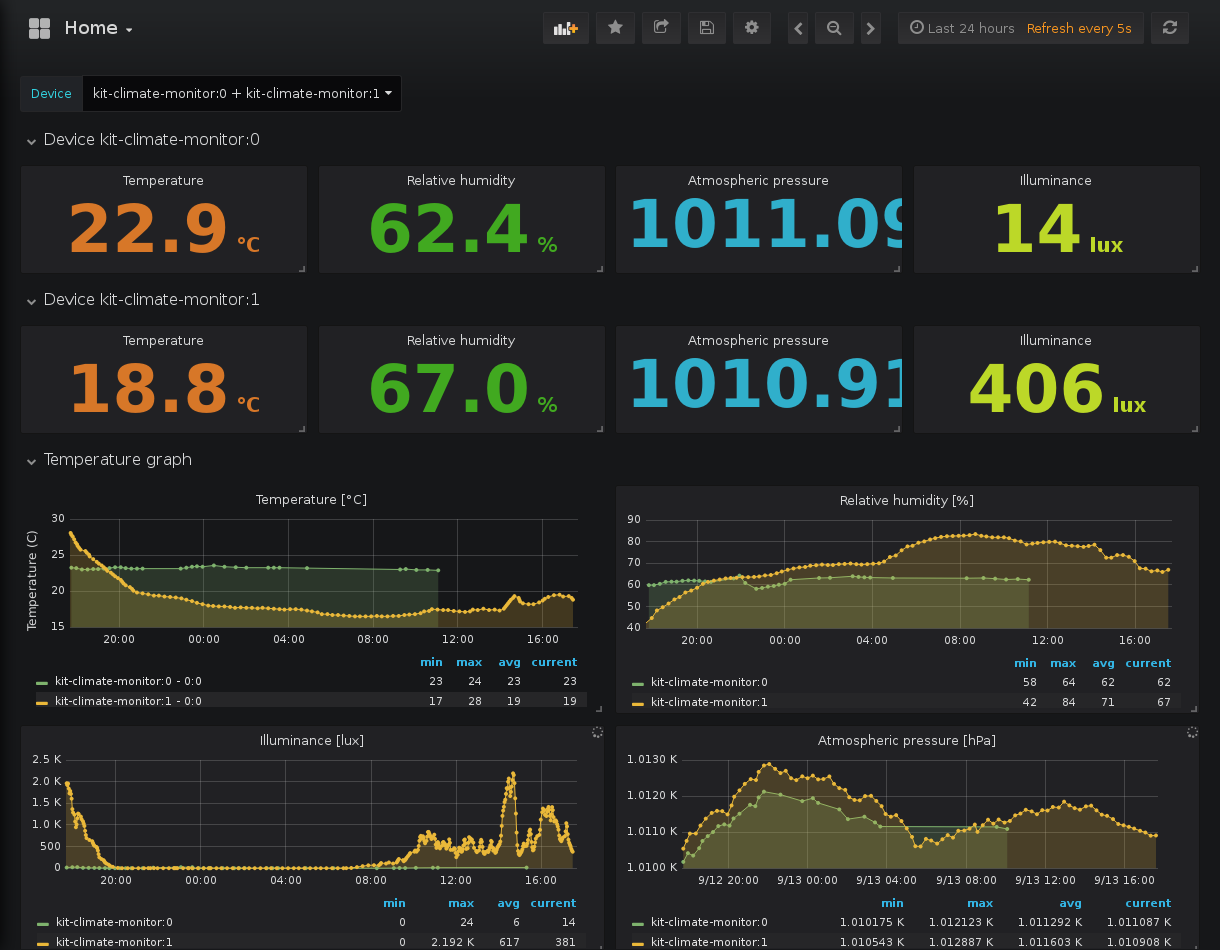 Home
Last 24 hours Refresh every 5s
Device kit-climate-monitor:0 + kit-climate-monitor:1
Device kit-climate-monitor:0
Temperature Relative humidity Atmospheric pressure Illuminance
22.9 °C 62.4 % 1011.09 14 lux
Device kit-climate-monitor:1
Temperature Relative humidity Atmospheric pressure Illuminance
18.8 °C 67.0 % 1010.91 406 lux
Temperature graph
Temperature [°C]
Temperature (C)
30
25
20
15
20:00 00:00 04:00 08:00 12:00 16:00
min max avg current
kit-climate-monitor:0 - 0:0 23 24 23 23
kit-climate-monitor:1 - 0:0 17 28 19 19
Relative humidity [%]
90
80
70
60
50
40
20:00 00:00 04:00 08:00 12:00 16:00
min max avg current
kit-climate-monitor:0 58 64 62 62
kit-climate-monitor:1 42 84 71 67
Illuminance [lux]
2.5 K
2.0 K
1.5 K
1.0 K
500
0
20:00 00:00 04:00 08:00 12:00 16:00
min max avg current
kit-climate-monitor:0 0 24 6 14
kit-climate-monitor:1 0 2.192 K 617 381
Atmospheric pressure [hPa]
1.0130 K
1.0120 K
1.0110 K
1.0100 K
9/12 20:00 9/13 00:00 9/13 04:00 9/13 08:00 9/13 12:00 9/13 16:00
min max avg current
kit-climate-monitor:0 1.010175 K 1.012123 K 1.011292 K 1.011087 K
kit-climate-monitor:1 1.010543 K 1.012887 K 1.011603 K 1.010908 K